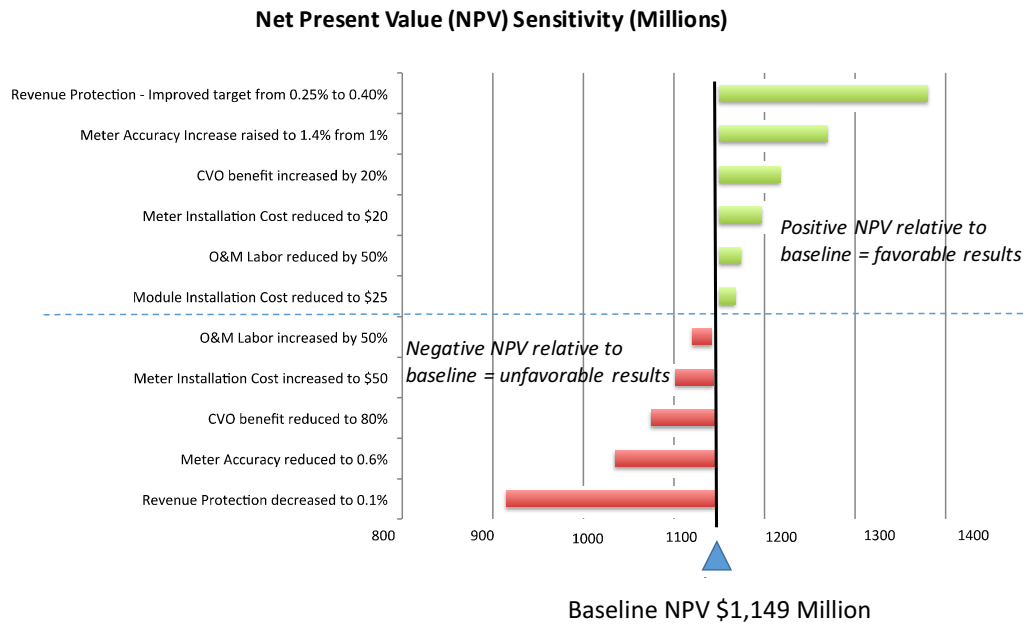 Net Present Value (NPV) Sensitivity (Millions)
Revenue Protection - Improved target from 0.25% to 0.40%
Meter Accuracy Increase raised to 1.4% from 1%
CVO benefit increased by 20%
Meter Installation Cost reduced to $20
Positive NPV relative to
baseline = favorable results
O&M Labor reduced by 50%
Module Installation Cost reduced to $25
O&M Labor increased by 50%
Negative NPV relative to
baseline = unfavorable results
Meter Installation Cost increased to $50
CVO benefit reduced to 80%
Meter Accuracy reduced to 0.6%
Revenue Protection decreased to 0.1%
800 900 1000 1100 1200 1300 1400
Baseline NPV $1,149 Million